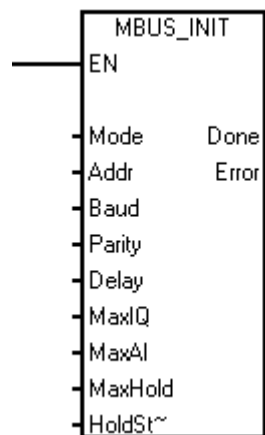 MBUS_INIT
EN
Mode Done
Addr Error
Baud
Parity
Delay
MaxIQ
MaxAI
MaxHold
HoldSt~